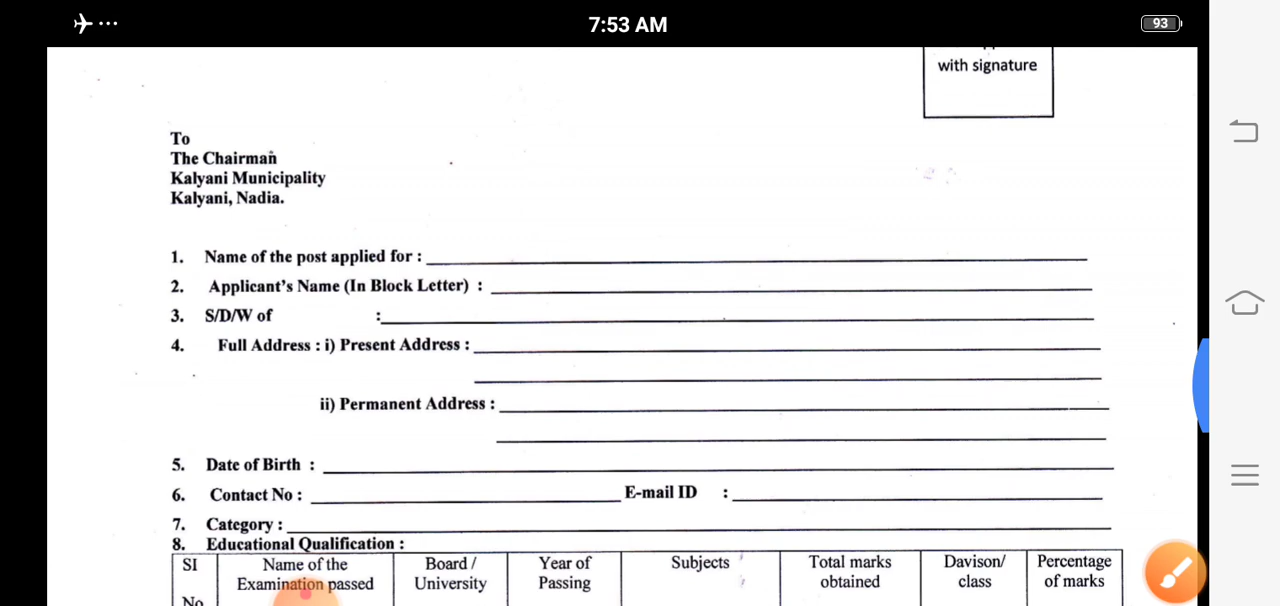 7:53 AM
93
with signature
To
The Chairman
Kalyani Municipality
Kalyani, Nadia.
1. Name of the post applied for :
2. Applicant's Name (In Block Letter) :
3. S/D/W of :
4. Full Address : i) Present Address :
ii) Permanent Address :
5. Date of Birth :
6. Contact No : E-mail ID :
7. Category :
8. Educational Qualification :
SI No
Name of the Examination passed
Board / University
Year of Passing
Subjects
Total marks obtained
Davison/ class
Percentage of marks